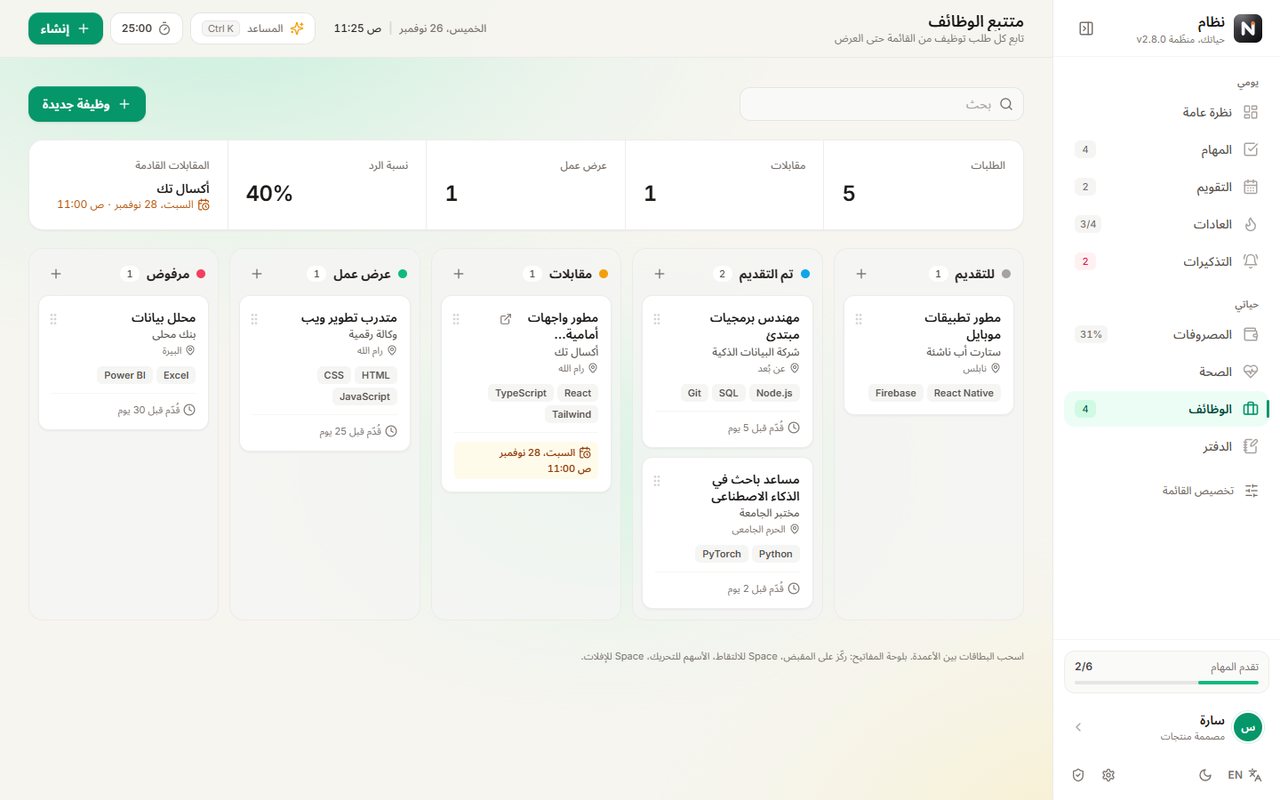 نظام
حياتك، منظّمة v2.8.0
يومي
نظرة عامة
المهام 4
التقويم 2
العادات 3/4
التذكيرات 2
حياتي
المصروفات 31%
الصحة
الوظائف 4
الدفتر
تخصيص القائمة
تقدم المهام 2/6
س
سارة
مصممة منتجات
EN
متتبع الوظائف
تابع كل طلب توظيف من القائمة حتى العرض
الخميس، 26 نوفمبر
11:25 ص
المساعد Ctrl K
25:00
إنشاء
بحث
وظيفة جديدة
الطلبات
5
مقابلات
1
عرض عمل
1
نسبة الرد
40%
المقابلات القادمة
أكسال تك
السبت، 28 نوفمبر · 11:00 ص
للتقديم 1
مطور تطبيقات
موبايل
ستارت أب ناشئة
نابلس
React Native
Firebase
تم التقديم 2
مهندس برمجيات
مبتدئ
شركة البيانات الذكية
عن بُعد
Node.js
SQL
Git
قُدّم قبل 5 يوم
مساعد باحث في
الذكاء الاصطناعي
مختبر الجامعة
الحرم الجامعي
Python
PyTorch
قُدّم قبل 2 يوم
مقابلات 1
مطور واجهات
أمامية...
أكسال تك
رام الله
React
TypeScript
Tailwind
السبت، 28 نوفمبر
11:00 ص
عرض عمل 1
متدرب تطوير ويب
وكالة رقمية
رام الله
HTML
CSS
JavaScript
قُدّم قبل 25 يوم
مرفوض 1
محلل بيانات
بنك محلي
البيرة
Excel
Power BI
قُدّم قبل 30 يوم
اسحب البطاقات بين الأعمدة. بلوحة المفاتيح: ركّز على المقبض، Space للالتقاط، الأسهم للتحريك، Space للإفلات.